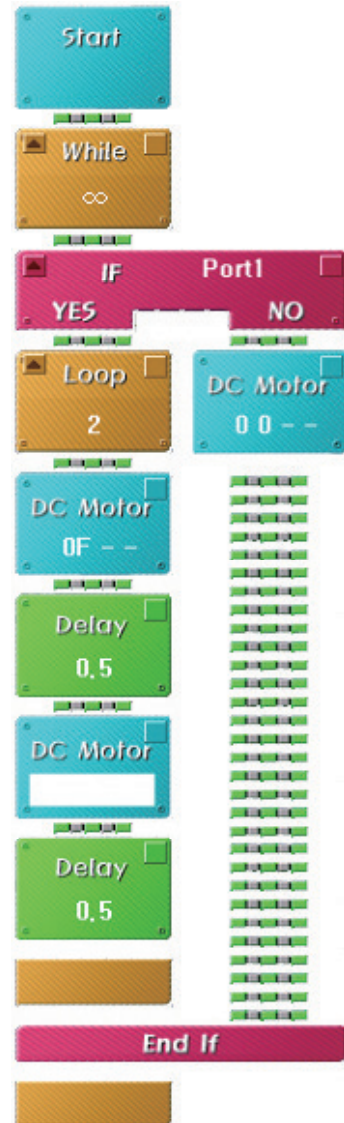 Start
While
∞
IF Port1
YES NO
Loop
2
DC Motor
0 0 - -
DC Motor
0F - -
Delay
0.5
DC Motor
Delay
0.5
End If